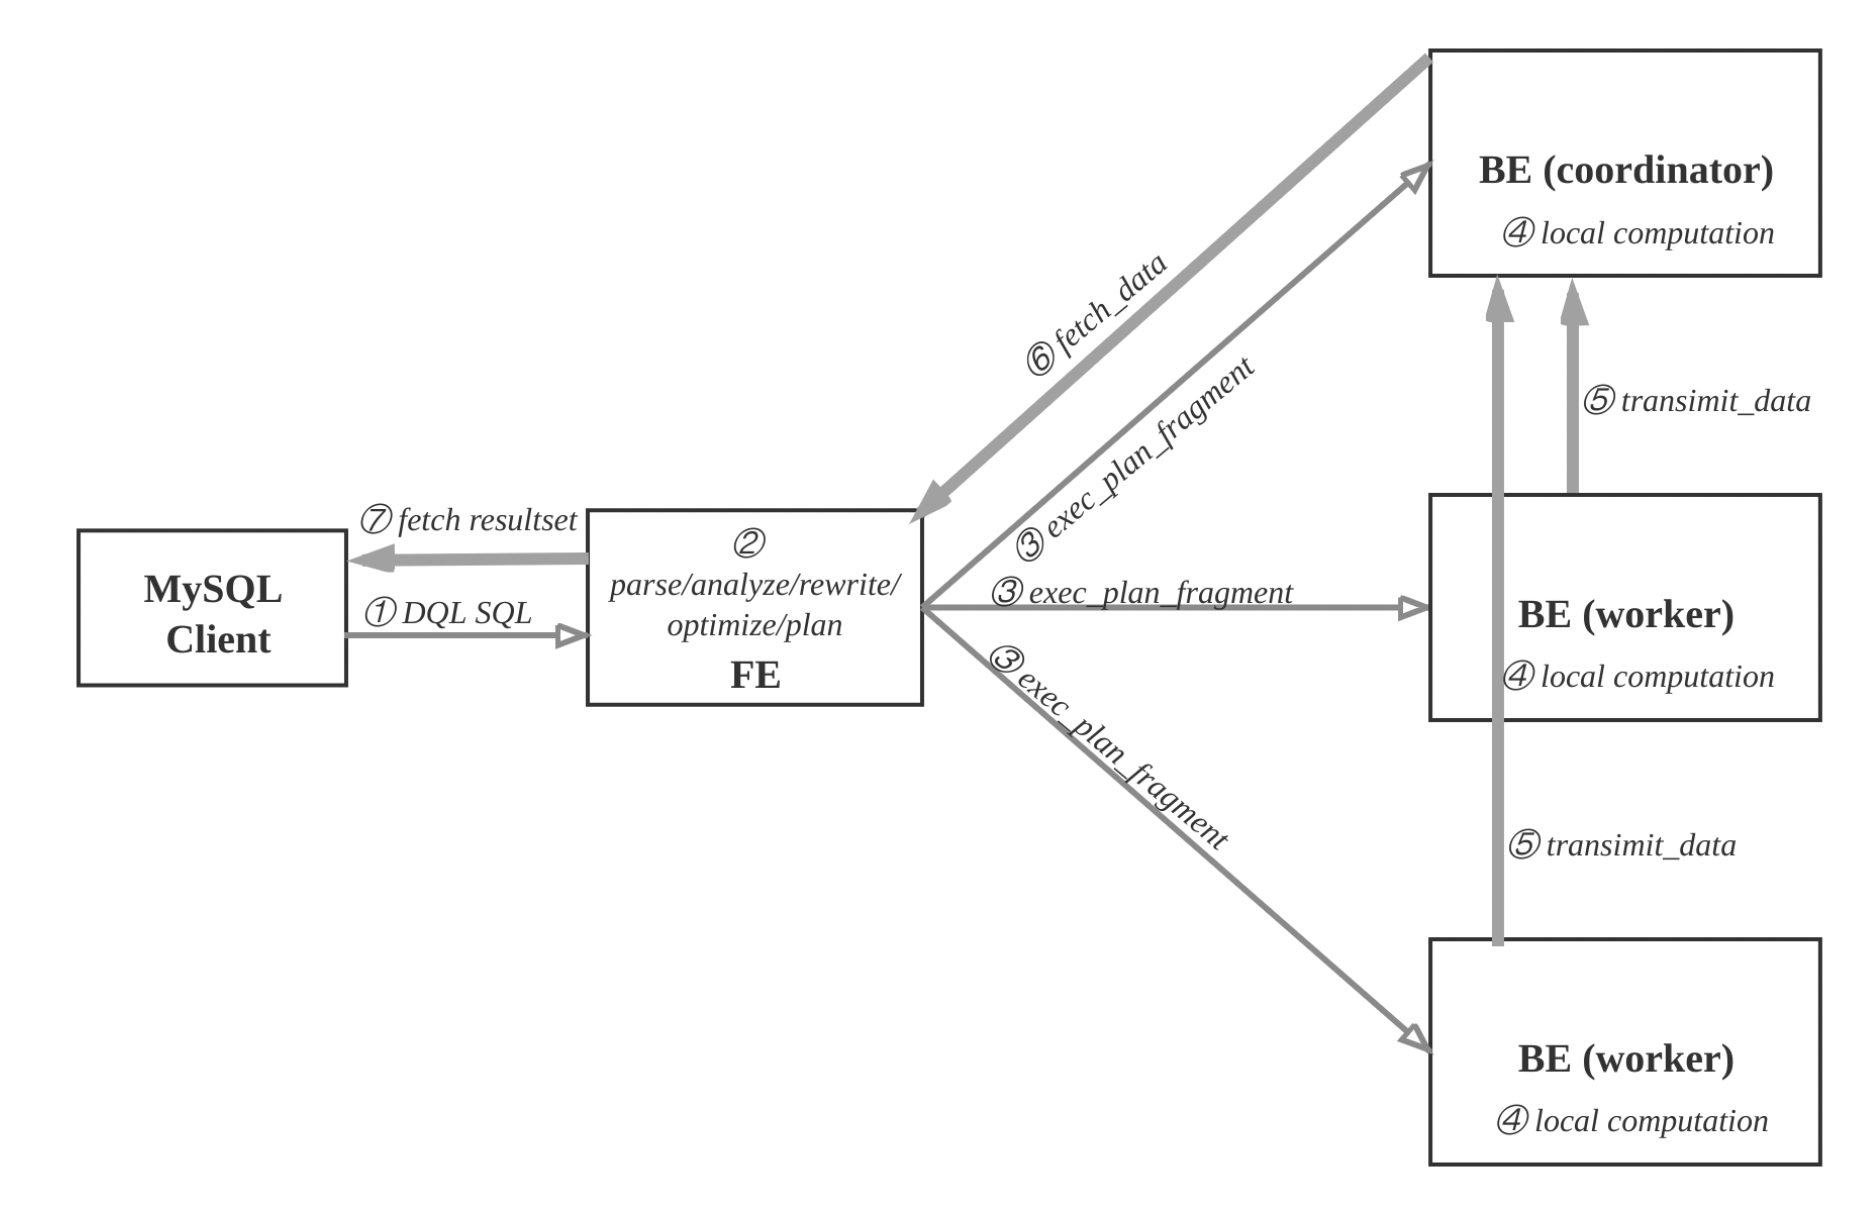 BE (coordinator)
④ local computation
⑥ fetch_data
③ exec_plan_fragment
⑤ transimit_data
⑦ fetch resultset
MySQL
Client
① DQL SQL
②
parse/analyze/rewrite/
optimize/plan
FE
③ exec_plan_fragment
BE (worker)
④ local computation
③ exec_plan_fragment
⑤ transimit_data
BE (worker)
④ local computation